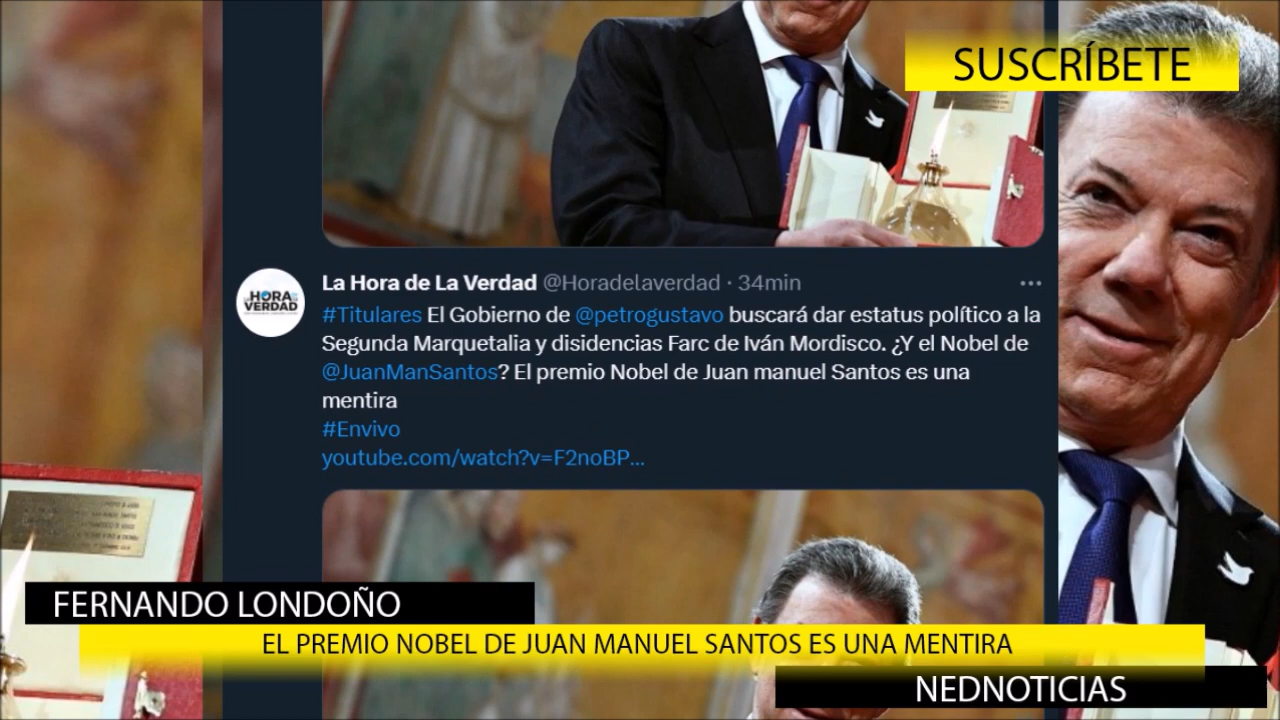 SUSCRÍBETE
La Hora de La Verdad @Horadelaverdad · 34min
HORA
VERDAD
#Titulares El Gobierno de @petrogustavo buscará dar estatus político a la
Segunda Marquetalia y disidencias Farc de Iván Mordisco. ¿Y el Nobel de
@JuanManSantos? El premio Nobel de Juan manuel Santos es una
mentira
#Envivo
youtube.com/watch?v=F2noBP...
FERNANDO LONDOÑO
EL PREMIO NOBEL DE JUAN MANUEL SANTOS ES UNA MENTIRA
NEDNOTICIAS